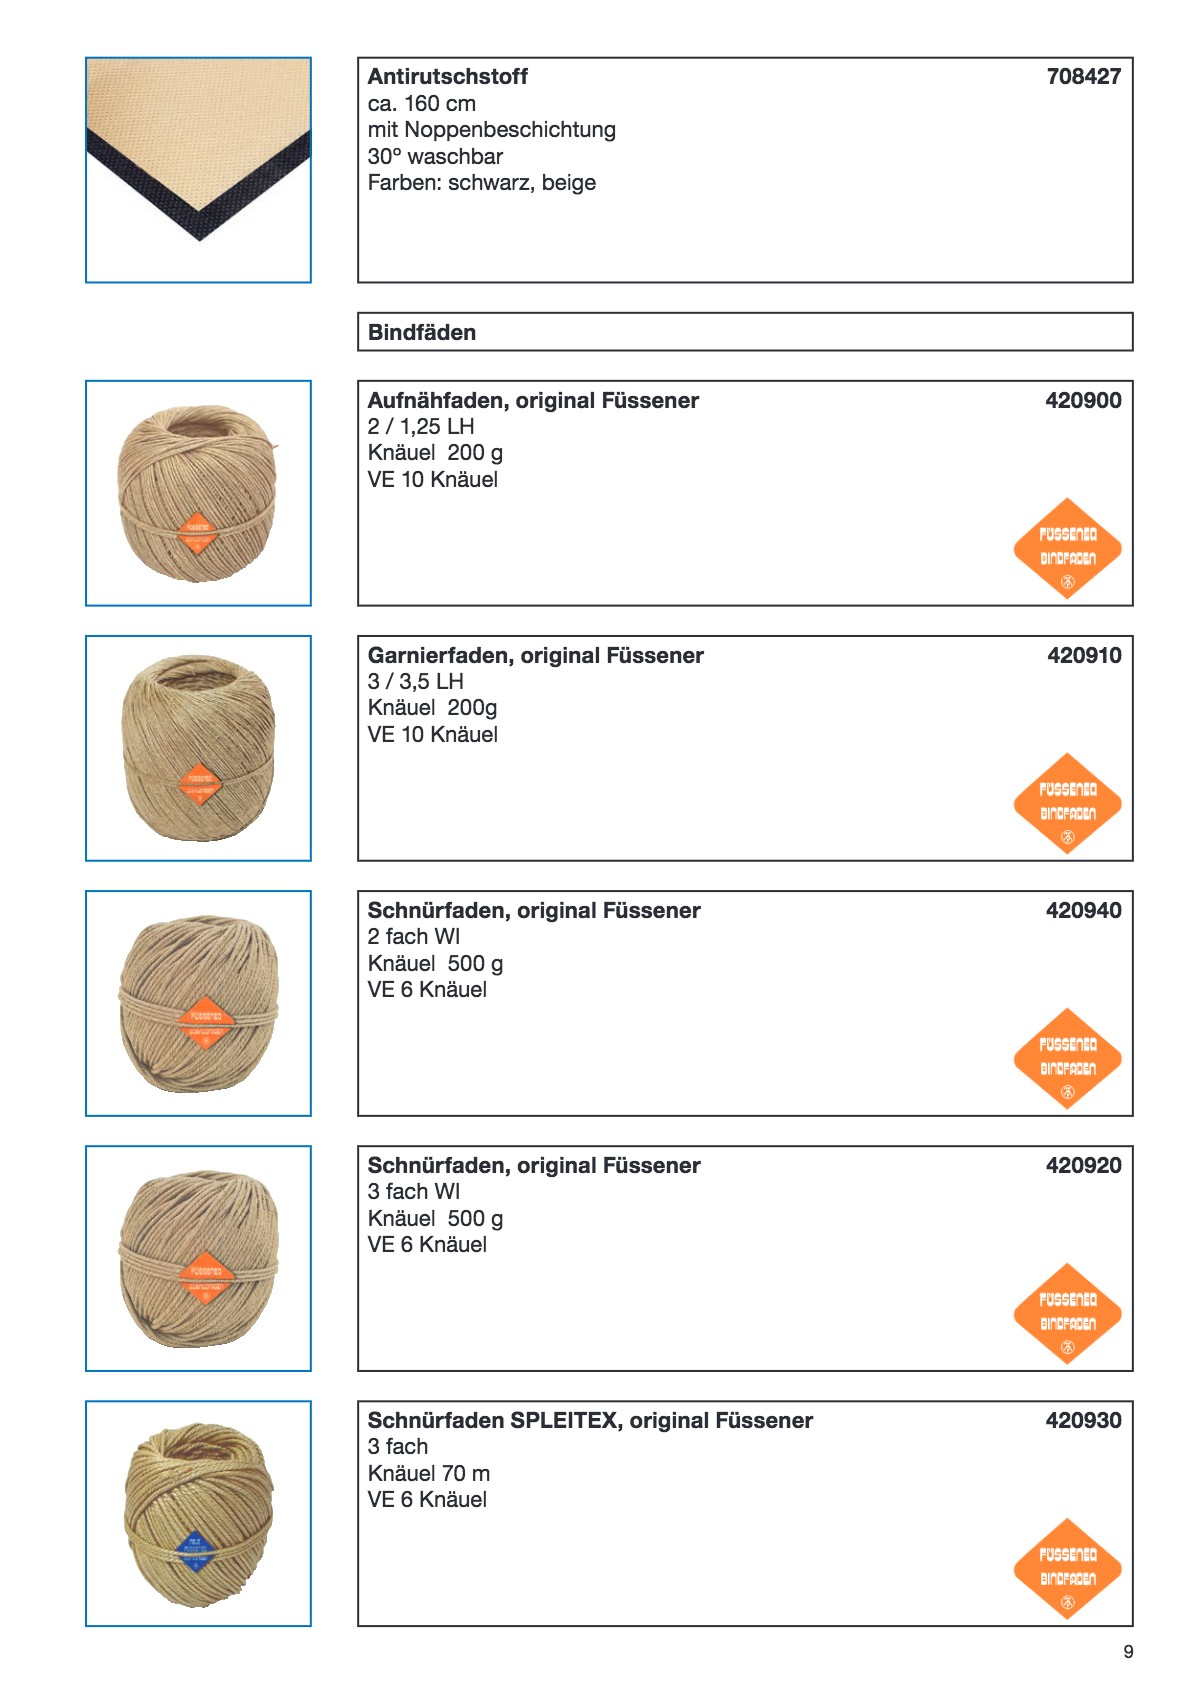 Antirutschstoff 708427
ca. 160 cm
mit Noppenbeschichtung
30º waschbar
Farben: schwarz, beige
Bindfäden
Aufnähfaden, original Füssener 420900
2 / 1,25 LH
Knäuel  200 g
VE 10 Knäuel
FÜSSENER
BINDFADEN
Garnierfaden, original Füssener 420910
3 / 3,5 LH
Knäuel  200g
VE 10 Knäuel
FÜSSENER
FÜSSENER
BINDFADEN
Schnürfaden, original Füssener 420940
2 fach WI
Knäuel  500 g
VE 6 Knäuel
FÜSSENER
FÜSSENER
BINDFADEN
Schnürfaden, original Füssener 420920
3 fach WI
Knäuel  500 g
VE 6 Knäuel
FÜSSENER
FÜSSENER
BINDFADEN
Schnürfaden SPLEITEX, original Füssener 420930
3 fach
Knäuel 70 m
VE 6 Knäuel
FÜSSENER
BINDFADEN
9